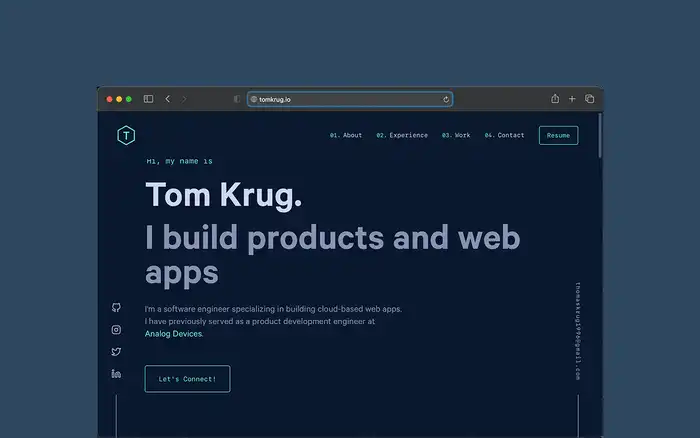 tomkrug.io
T
01. About 02. Experience 03. Work 04. Contact Resume
Hi, my name is
Tom Krug.
I build products and web
apps
I'm a software engineer specializing in building cloud-based web apps.
I have previously served as a product development engineer at
Analog Devices.
Let's Connect!
thomaskrug1996@gmail.com